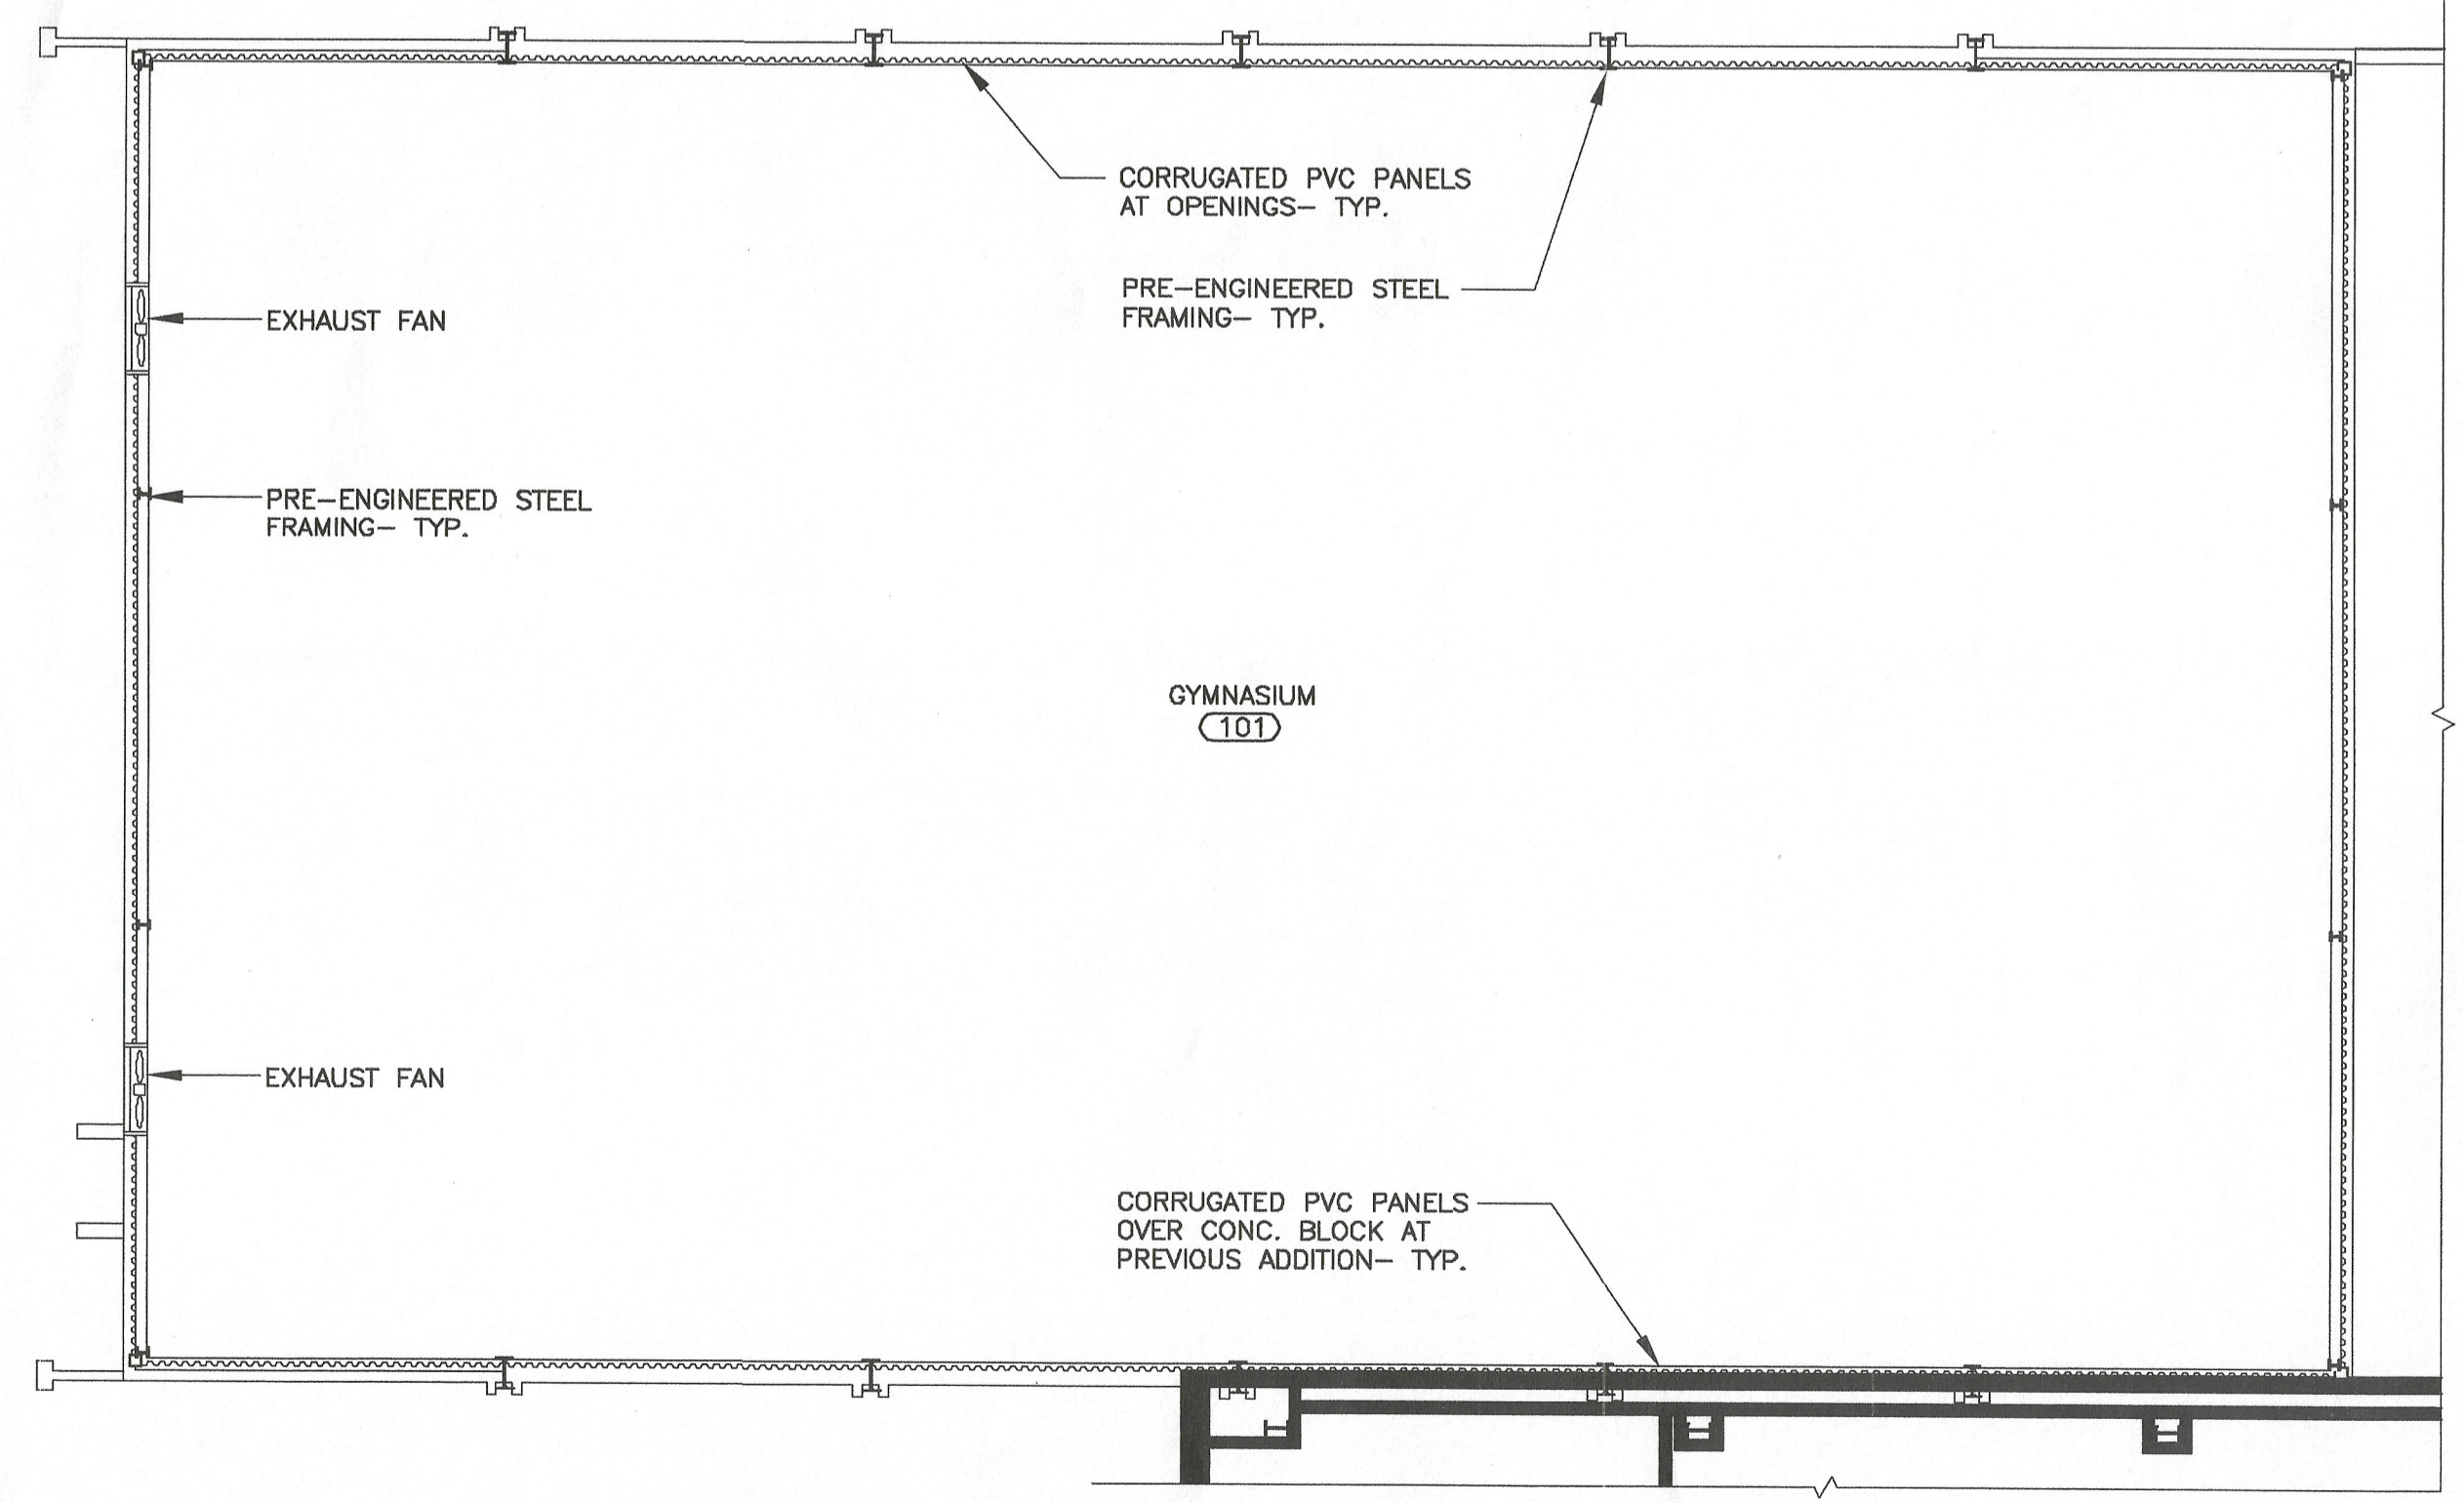 CORRUGATED PVC PANELS
AT OPENINGS– TYP.
PRE–ENGINEERED STEEL
FRAMING– TYP.
EXHAUST FAN
PRE–ENGINEERED STEEL
FRAMING– TYP.
GYMNASIUM
101
EXHAUST FAN
CORRUGATED PVC PANELS
OVER CONC. BLOCK AT
PREVIOUS ADDITION– TYP.